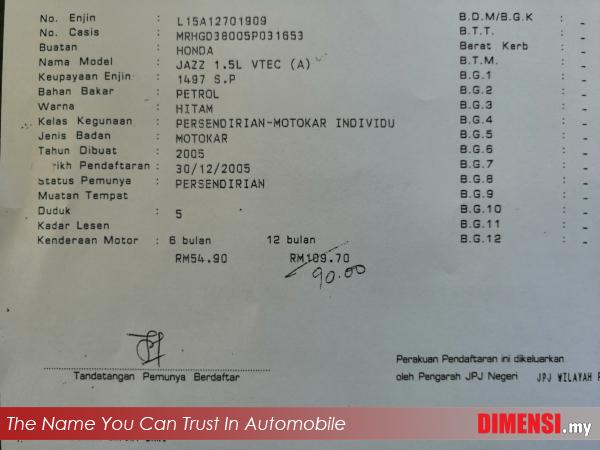 No. Enjin : L15A12701909 B.D.M/B.G.K : -
No. Casis : MRHGD38005P031653 B.T.T. : -
Buatan : HONDA Berat Kerb : -
Nama Model : JAZZ 1.5L VTEC (A) B.T.M. : -
Keupayaan Enjin : 1497 S.P B.G.1 : -
Bahan Bakar : PETROL B.G.2 : -
Warna : HITAM B.G.3 : -
Kelas Kegunaan : PERSENDIRIAN-MOTOKAR INDIVIDU B.G.4 : -
Jenis Badan : MOTOKAR B.G.5 : -
Tahun Dibuat : 2005 B.G.6 : -
rikh Pendaftaran : 30/12/2005 B.G.7 : -
Status Pemunya : PERSENDIRIAN B.G.8 : -
Muatan Tempat B.G.9 : -
Duduk : 5 B.G.10 : -
Kadar Lesen B.G.11 : -
Kenderaan Motor : 6 bulan 12 bulan B.G.12 : -
RM54.90 RM109.70
90.00
Perakuan Pendaftaran ini dikeluarkan
Tandatangan Pemunya Berdaftar oleh Pengarah JPJ Negeri JPJ WILAYAH P
The Name You Can Trust In Automobile DIMENSI.my